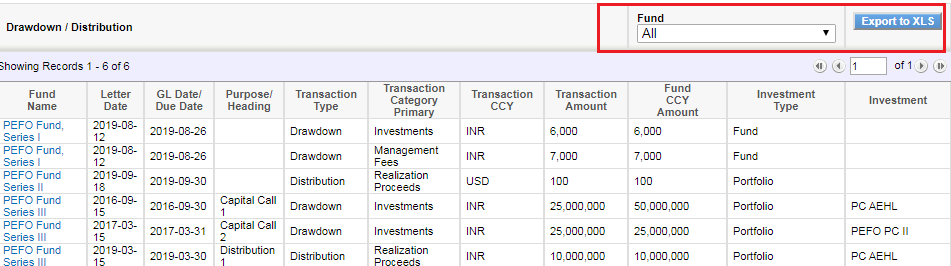 Drawdown / Distribution
Fund
All
Export to XLS
Showing Records 1 - 6 of 6
1 of 1
Fund Name Letter Date GL Date/ Due Date Purpose/ Heading Transaction Type Transaction Category Primary Transaction CCY Transaction Amount Fund CCY Amount Investment Type Investment
PEFO Fund, Series I 2019-08-12 2019-08-26 Drawdown Investments INR 6,000 6,000 Fund
PEFO Fund, Series I 2019-08-12 2019-08-26 Drawdown Management Fees INR 7,000 7,000 Fund
PEFO Fund Series II 2019-09-18 2019-09-30 Distribution Realization Proceeds USD 100 100 Portfolio
PEFO Fund Series III 2016-09-15 2016-09-30 Capital Call 1 Drawdown Investments INR 25,000,000 50,000,000 Portfolio PC AEHL
PEFO Fund Series III 2017-03-15 2017-03-31 Capital Call 2 Drawdown Investments INR 25,000,000 25,000,000 Portfolio PEFO PC II
PEFO Fund Series III 2019-03-15 2019-03-30 Distribution 1 Distribution Realization Proceeds INR 10,000,000 10,000,000 Portfolio PC AEHL